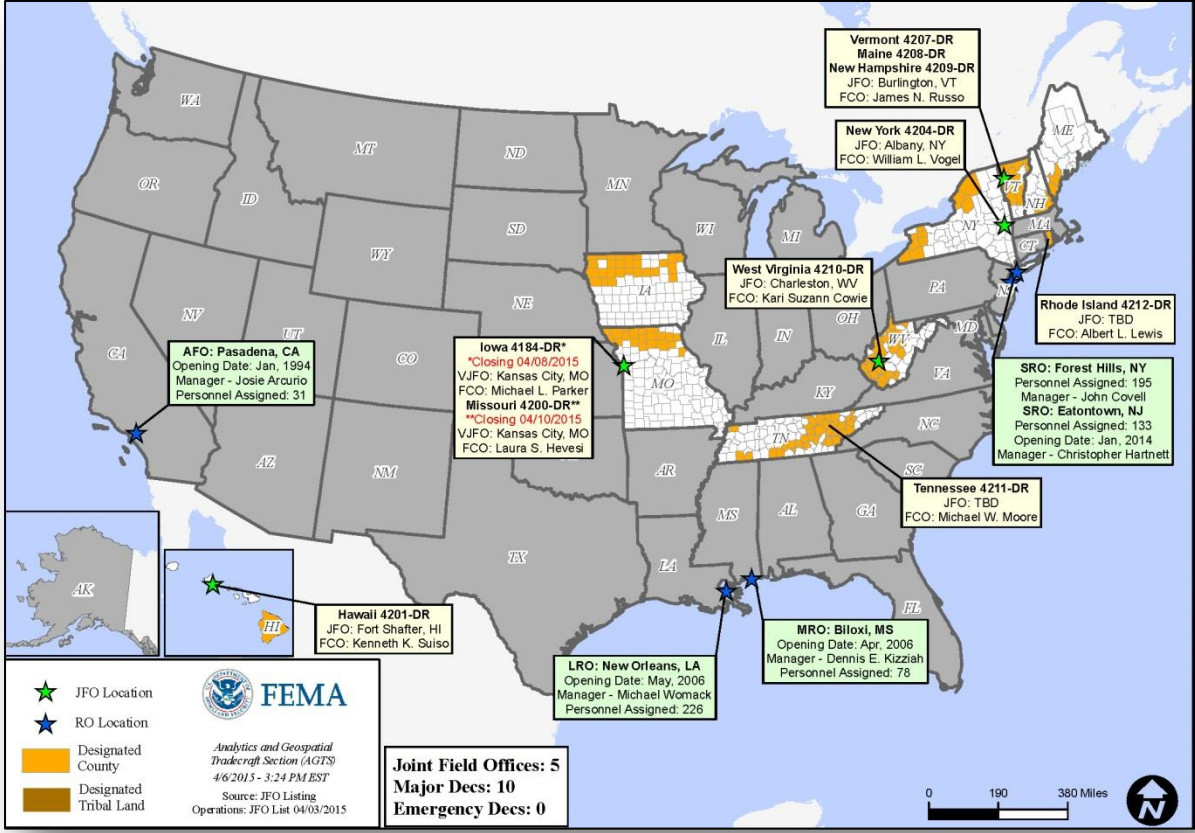 Vermont 4207-DR
Maine 4208-DR
New Hampshire 4209-DR
JFO: Burlington, VT
FCO: James N. Russo
New York 4204-DR
JFO: Albany, NY
FCO: William L. Vogel
West Virginia 4210-DR
JFO: Charleston, WV
FCO: Kari Suzann Cowie
Rhode Island 4212-DR
JFO: TBD
FCO: Albert L. Lewis
AFO: Pasadena, CA
Opening Date: Jan, 1994
Manager - Josie Arcurio
Personnel Assigned: 31
Iowa 4184-DR*
*Closing 04/08/2015
VJFO: Kansas City, MO
FCO: Michael L. Parker
Missouri 4200-DR**
**Closing 04/10/2015
VJFO: Kansas City, MO
FCO: Laura S. Hevesi
SRO: Forest Hills, NY
Personnel Assigned: 195
Manager - John Covell
SRO: Eatontown, NJ
Personnel Assigned: 133
Opening Date: Jan, 2014
Manager - Christopher Hartnett
Tennessee 4211-DR
JFO: TBD
FCO: Michael W. Moore
Hawaii 4201-DR
JFO: Fort Shafter, HI
FCO: Kenneth K. Suiso
LRO: New Orleans, LA
Opening Date: May, 2006
Manager - Michael Womack
Personnel Assigned: 226
MRO: Biloxi, MS
Opening Date: Apr, 2006
Manager - Dennis E. Kizziah
Personnel Assigned: 78
WA
OR
CA
ID
NV
MT
WY
UT
AZ
ND
SD
NE
CO
NM
TX
MN
IA
MO
AR
LA
WI
IL
MI
IN
OH
KY
TN
MS
AL
GA
FL
SC
NC
VA
WV
MD
PA
NY
VT
NH
ME
MA
CT
AK
HI
JFO Location
RO Location
Designated
County
Designated
Tribal Land
FEMA
Analytics and Geospatial
Tradecraft Section (AGTS)
4/6/2015 - 3:24 PM EST
Source: JFO Listing
Operations: JFO List 04/03/2015
Joint Field Offices: 5
Major Decs: 10
Emergency Decs: 0
0 190 380 Miles
N